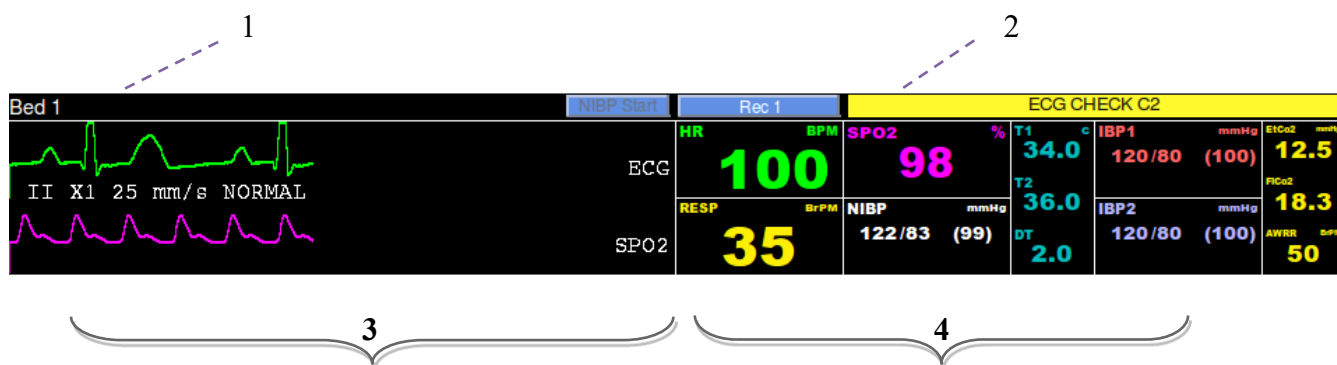 1
2
Bed 1
NIBP Start
Rec 1
ECG CHECK C2
ECG
II X1 25 mm/s NORMAL
SPO2
HR BPM
100
RESP BrPM
35
SPO2 %
98
NIBP mmHg
122/83 (99)
T1 c
34.0
T2
36.0
DT
2.0
IBP1 mmHg
120/80 (100)
IBP2 mmHg
120/80 (100)
EtCo2 mmHg
12.5
FiCo2
18.3
AWRR BrPM
50
3
4